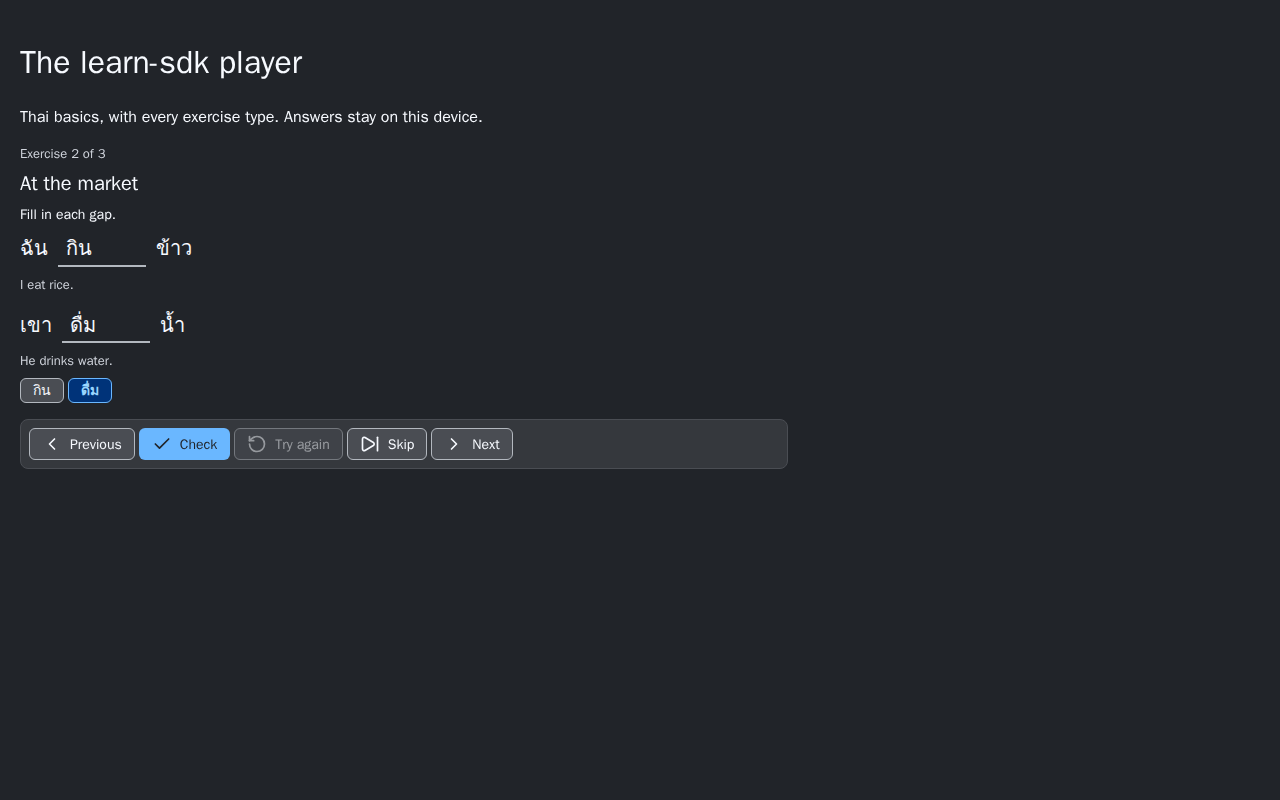 The learn-sdk player
Thai basics, with every exercise type. Answers stay on this device.
Exercise 2 of 3
At the market
Fill in each gap.
ฉัน กิน ข้าว
I eat rice.
เขา ดื่ม น้ำ
He drinks water.
กิน ดื่ม
Previous Check Try again Skip Next